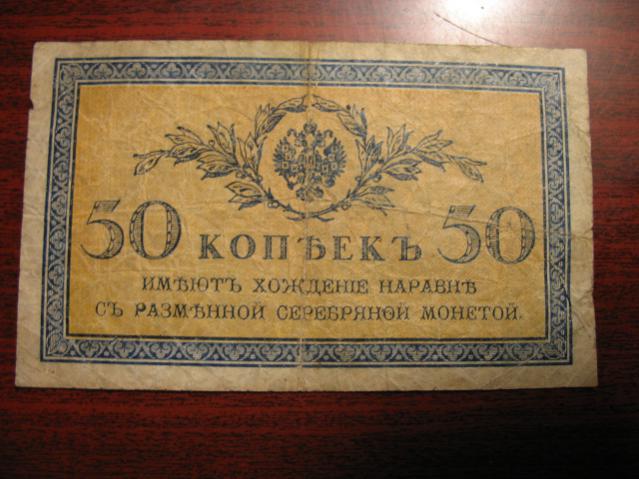 50 КОПѢЕКЪ 50
ИМѢЮТЪ ХОЖДЕНІЕ НАРАВНѢ
СЪ РАЗМѢННОЙ СЕРЕБРЯНОЙ МОНЕТОЙ.